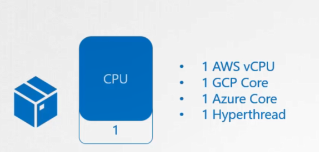 CPU
1
• 1 AWS vCPU
• 1 GCP Core
• 1 Azure Core
• 1 Hyperthread